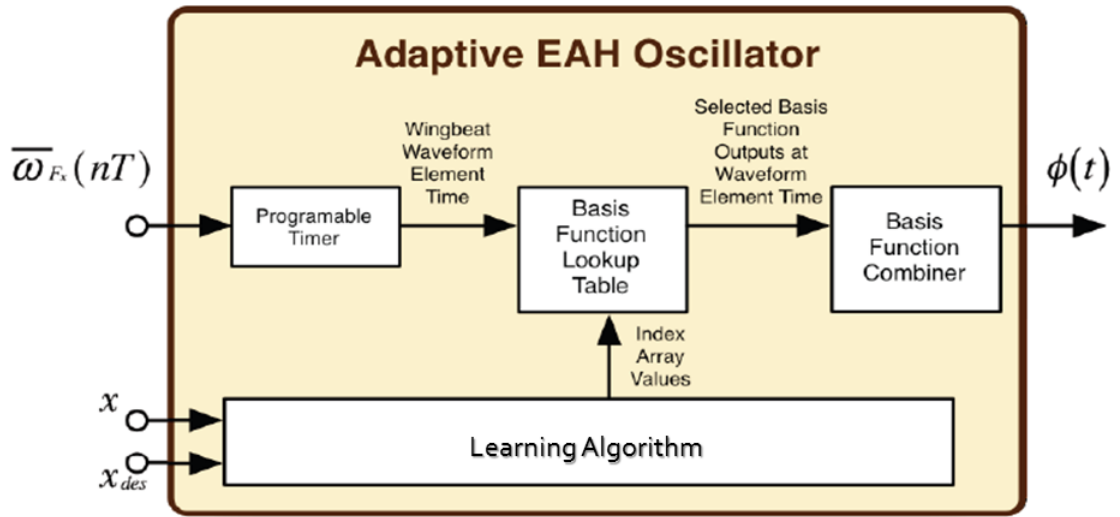 Adaptive EAH Oscillator
ω̅Fx(nT)
Programable
Timer
Wingbeat
Waveform
Element
Time
Basis
Function
Lookup
Table
Selected Basis
Function
Outputs at
Waveform
Element Time
Basis
Function
Combiner
ϕ(t)
Index
Array
Values
x
xdes
Learning Algorithm